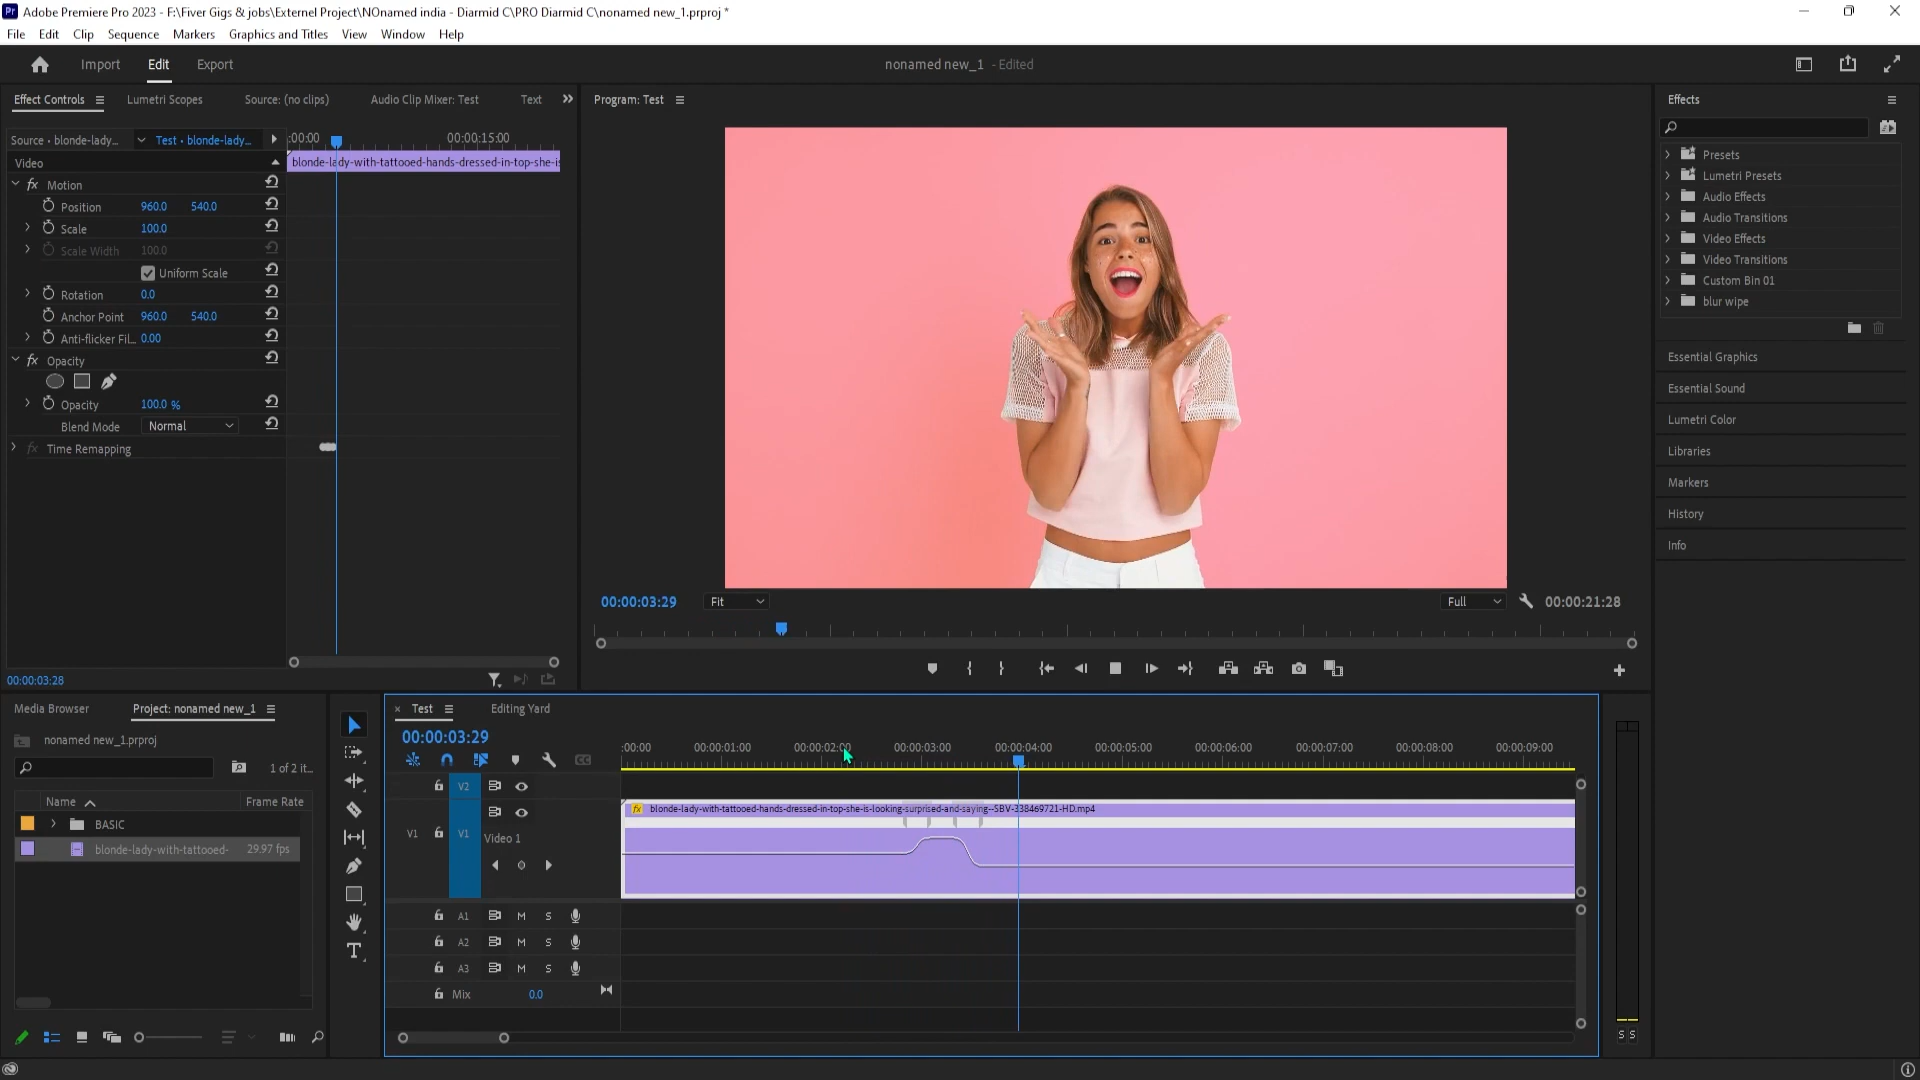 Pr Adobe Premiere Pro 2023 - F:\Fiver Gigs & jobs\Externel Project\NOnamed india - Diarmid C\PRO Diarmid C\nonamed new_1.prproj *
File Edit Clip Sequence Markers Graphics and Titles View Window Help
Import Edit Export
nonamed new_1 - Edited
Effect Controls Lumetri Scopes Source: (no clips) Audio Clip Mixer: Test Text
Source • blonde-lady... Test • blonde-lady... :00:00 00:00:15:00
Video
blonde-lady-with-tattooed-hands-dressed-in-top-she-is
fx Motion
Position 960.0 540.0
Scale 100.0
Scale Width 100.0
Uniform Scale
Rotation 0.0
Anchor Point 960.0 540.0
Anti-flicker Fil... 0.00
fx Opacity
Opacity 100.0 %
Blend Mode Normal
fx Time Remapping
00:00:03:28
Program: Test
00:00:03:29 Fit Full 00:00:21:28
Effects
Presets
Lumetri Presets
Audio Effects
Audio Transitions
Video Effects
Video Transitions
Custom Bin 01
blur wipe
Essential Graphics
Essential Sound
Lumetri Color
Libraries
Markers
History
Info
Media Browser Project: nonamed new_1
nonamed new_1.prproj
1 of 2 it...
Name Frame Rate
BASIC
blonde-lady-with-tattooed- 29.97 fps
T
Test Editing Yard
00:00:03:29
:00:00 00:00:01:00 00:00:02:00 00:00:03:00 00:00:04:00 00:00:05:00 00:00:06:00 00:00:07:00 00:00:08:00 00:00:09:00
CC
V2
fx blonde-lady-with-tattooed-hands-dressed-in-top-she-is-looking-surprised-and-saying--SBV-338469721-HD.mp4
V1 V1 Video 1
A1 M S
A2 M S
A3 M S
Mix 0.0
S S